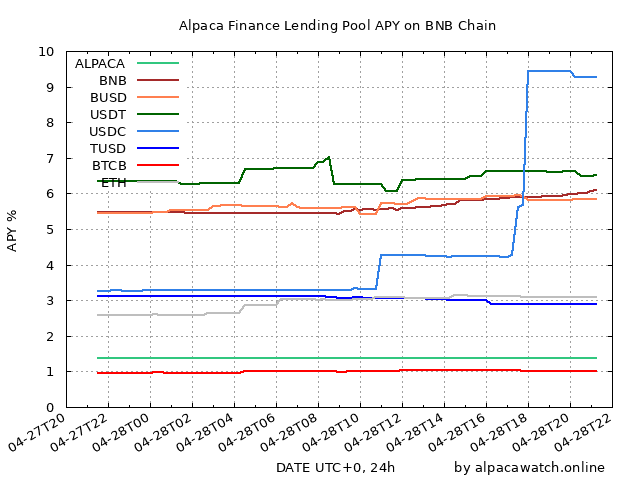 Alpaca Finance Lending Pool APY on BNB Chain
10
9
8
7
6
5
4
3
2
1
0
APY %
ALPACA
BNB
BUSD
USDT
USDC
TUSD
BTCB
ETH
04-27T20
04-27T22
04-28T00
04-28T02
04-28T04
04-28T06
04-28T08
04-28T10
04-28T12
04-28T14
04-28T16
04-28T18
04-28T20
04-28T22
DATE UTC+0, 24h
by alpacawatch.online